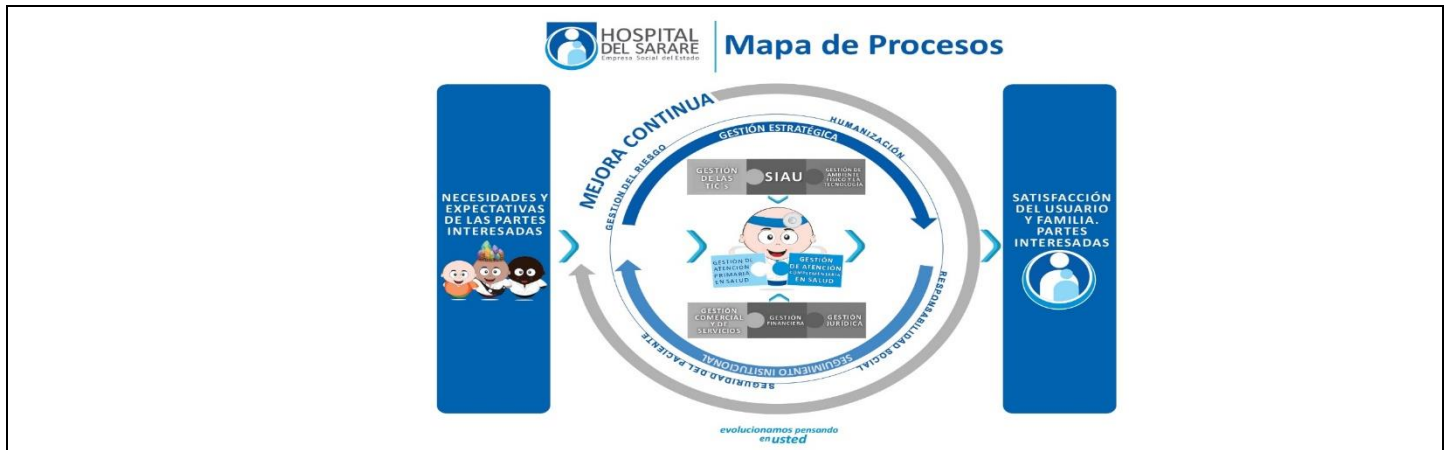 HOSPITAL
DEL SARARE
Empresa Social del Estado
Mapa de Procesos
NECESIDADES Y
EXPECTATIVAS
DE LAS PARTES
INTERESADAS
MEJORA CONTINUA
GESTION DEL RIESGO
GESTIÓN ESTRATÉGICA
HUMANIZACIÓN
GESTIÓN
DE LAS
TIC´s
SIAU
GESTIÓN DE
AMBIENTE
FÍSICO Y LA
TECNOLOGÍA
GESTIÓN DE
ATENCIÓN
PRIMARIA
EN SALUD
GESTIÓN
DE ATENCIÓN
COMPLEMENTARIA
EN SALUD
GESTIÓN
COMERCIAL
Y DE
SERVICIOS
GESTIÓN
FINANCIERA
GESTIÓN
JURÍDICA
SEGUIMIENTO INSITUCIONAL
SEGURIDAD DEL PACIENTE
RESPONSABILIDAD SOCIAL
SATISFACCIÓN
DEL USUARIO
Y FAMILIA.
PARTES
INTERESADAS
evolucionamos pensando
en usted